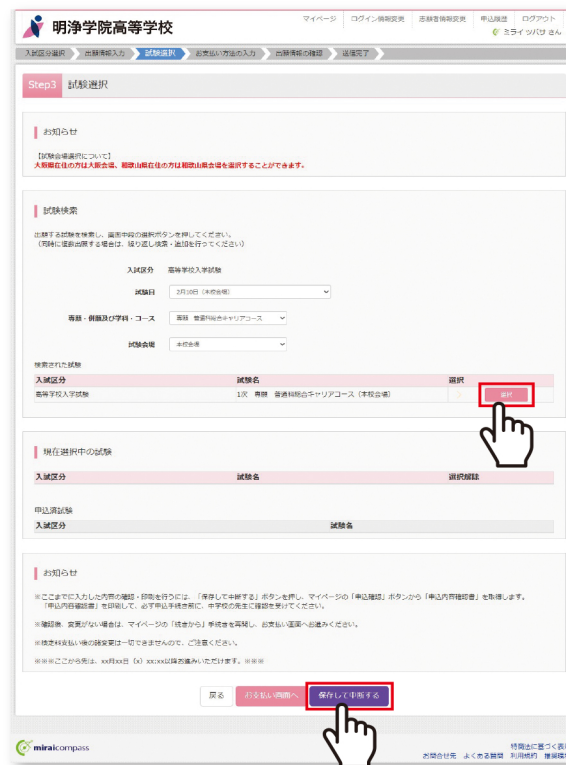 明浄学院高等学校
マイページ ログイン情報変更 志願者情報変更 申込履歴 ログアウト
ミライ ツバサ さん
入試区分選択 出願情報入力 試験選択 お支払い方法の入力 出願情報の確認 送信完了
Step3 試験選択
お知らせ
【試験会場選択について】
大阪府在住の方は大阪会場、和歌山県在住の方は和歌山県会場を選択することができます。
試験検索
出願する試験を検索し、画面中段の選択ボタンを押してください。
(同時に複数出願する場合は、繰り返し検索・追加を行ってください)
入試区分 高等学校入学試験
試験日 2月10日（本校会場）
専願・併願及び学科・コース 専願 普通科総合キャリアコース
試験会場 本校会場
検索された試験
入試区分 試験名 選択
高等学校入学試験 1次 専願 普通科総合キャリアコース（本校会場） 選択
現在選択中の試験
入試区分 試験名 選択解除
申込済試験
入試区分 試験名
お知らせ
※ここまでに入力した内容の確認・印刷を行うには、「保存して中断する」ボタンを押し、マイページの「申込確認」ボタンから「申込内容確認書」を取得します。
「申込内容確認書」を印刷して、必ず申込手続き前に、中学校の先生に確認を受けてください。
※確認後、変更がない場合は、マイページの「続きから」手続きを再開し、お支払い画面へお進みください。
※検定料支払い後の諸変更は一切できませんので、ご注意ください。
※※※ここから先は、xx月xx日（x）xx:xx以降お進みいただけます。※※※
戻る お支払い画面へ 保存して中断する
miraicompass
特商法に基づく表
お問合せ先 よくある質問 利用規約 推奨環